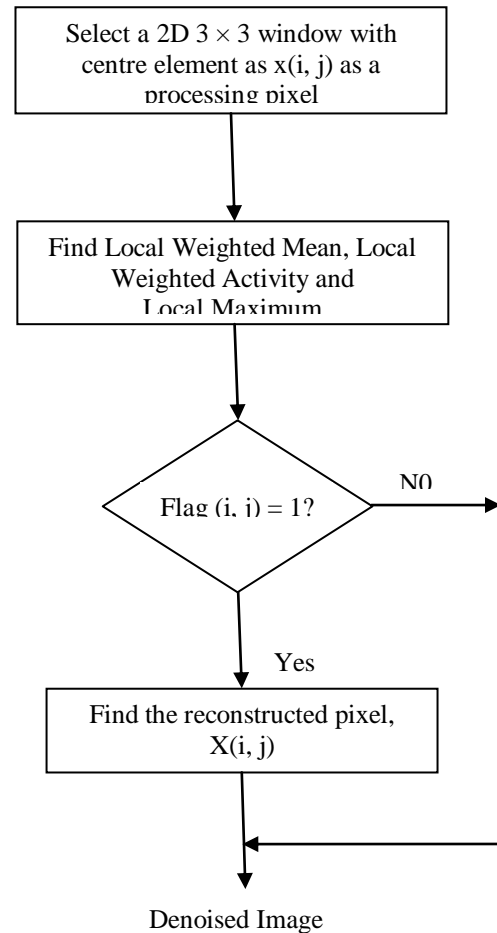 Select a 2D 3 × 3 window with
centre element as x(i, j) as a
processing pixel
Find Local Weighted Mean, Local
Weighted Activity and
Local Maximum
Flag (i, j) = 1?
N0
Yes
Find the reconstructed pixel,
X(i, j)
Denoised Image